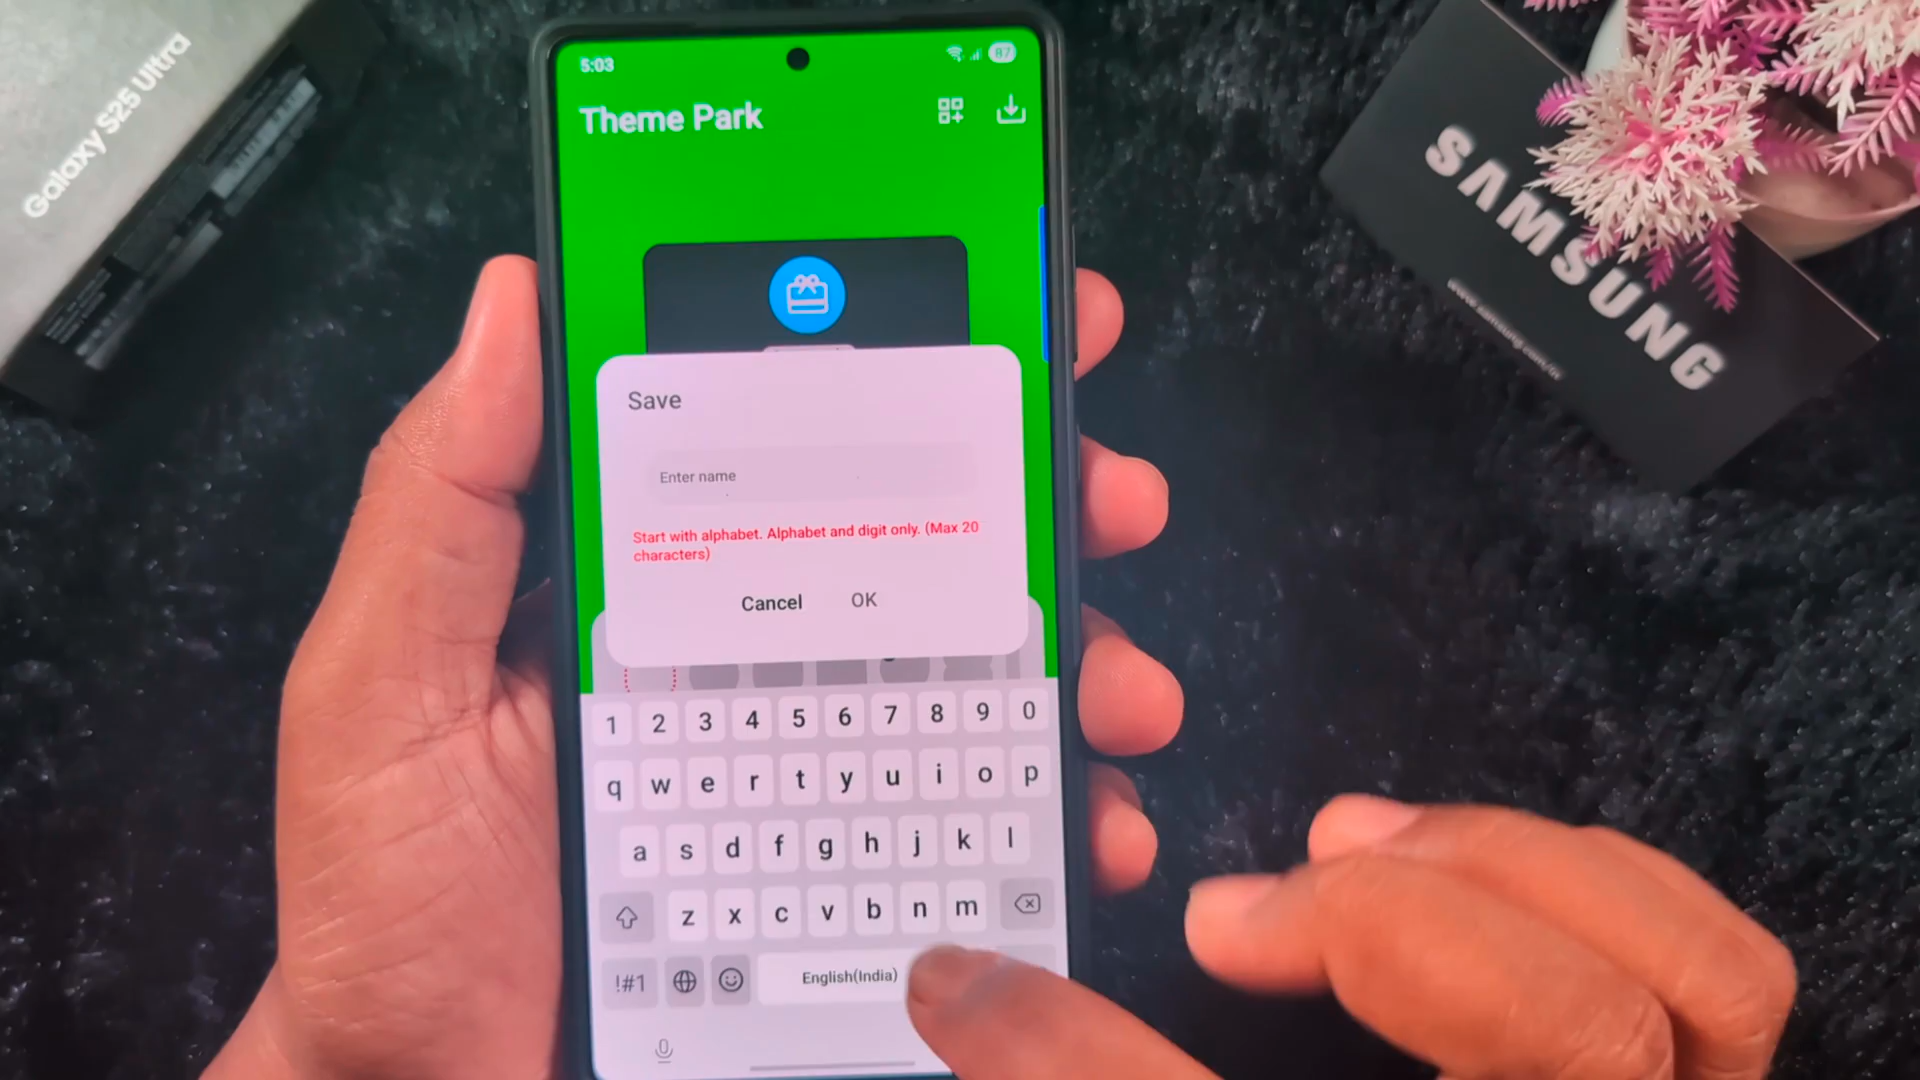 Galaxy S25 Ultra
5:03
87
Theme Park
SAMSUNG
Save
Enter name
Start with alphabet. Alphabet and digit only. (Max 20
characters)
Cancel OK
1 2 3 4 5 6 7 8 9 0
q w e r t y u i o p
a s d f g h j k l
z x c v b n m
!#1 English(India)